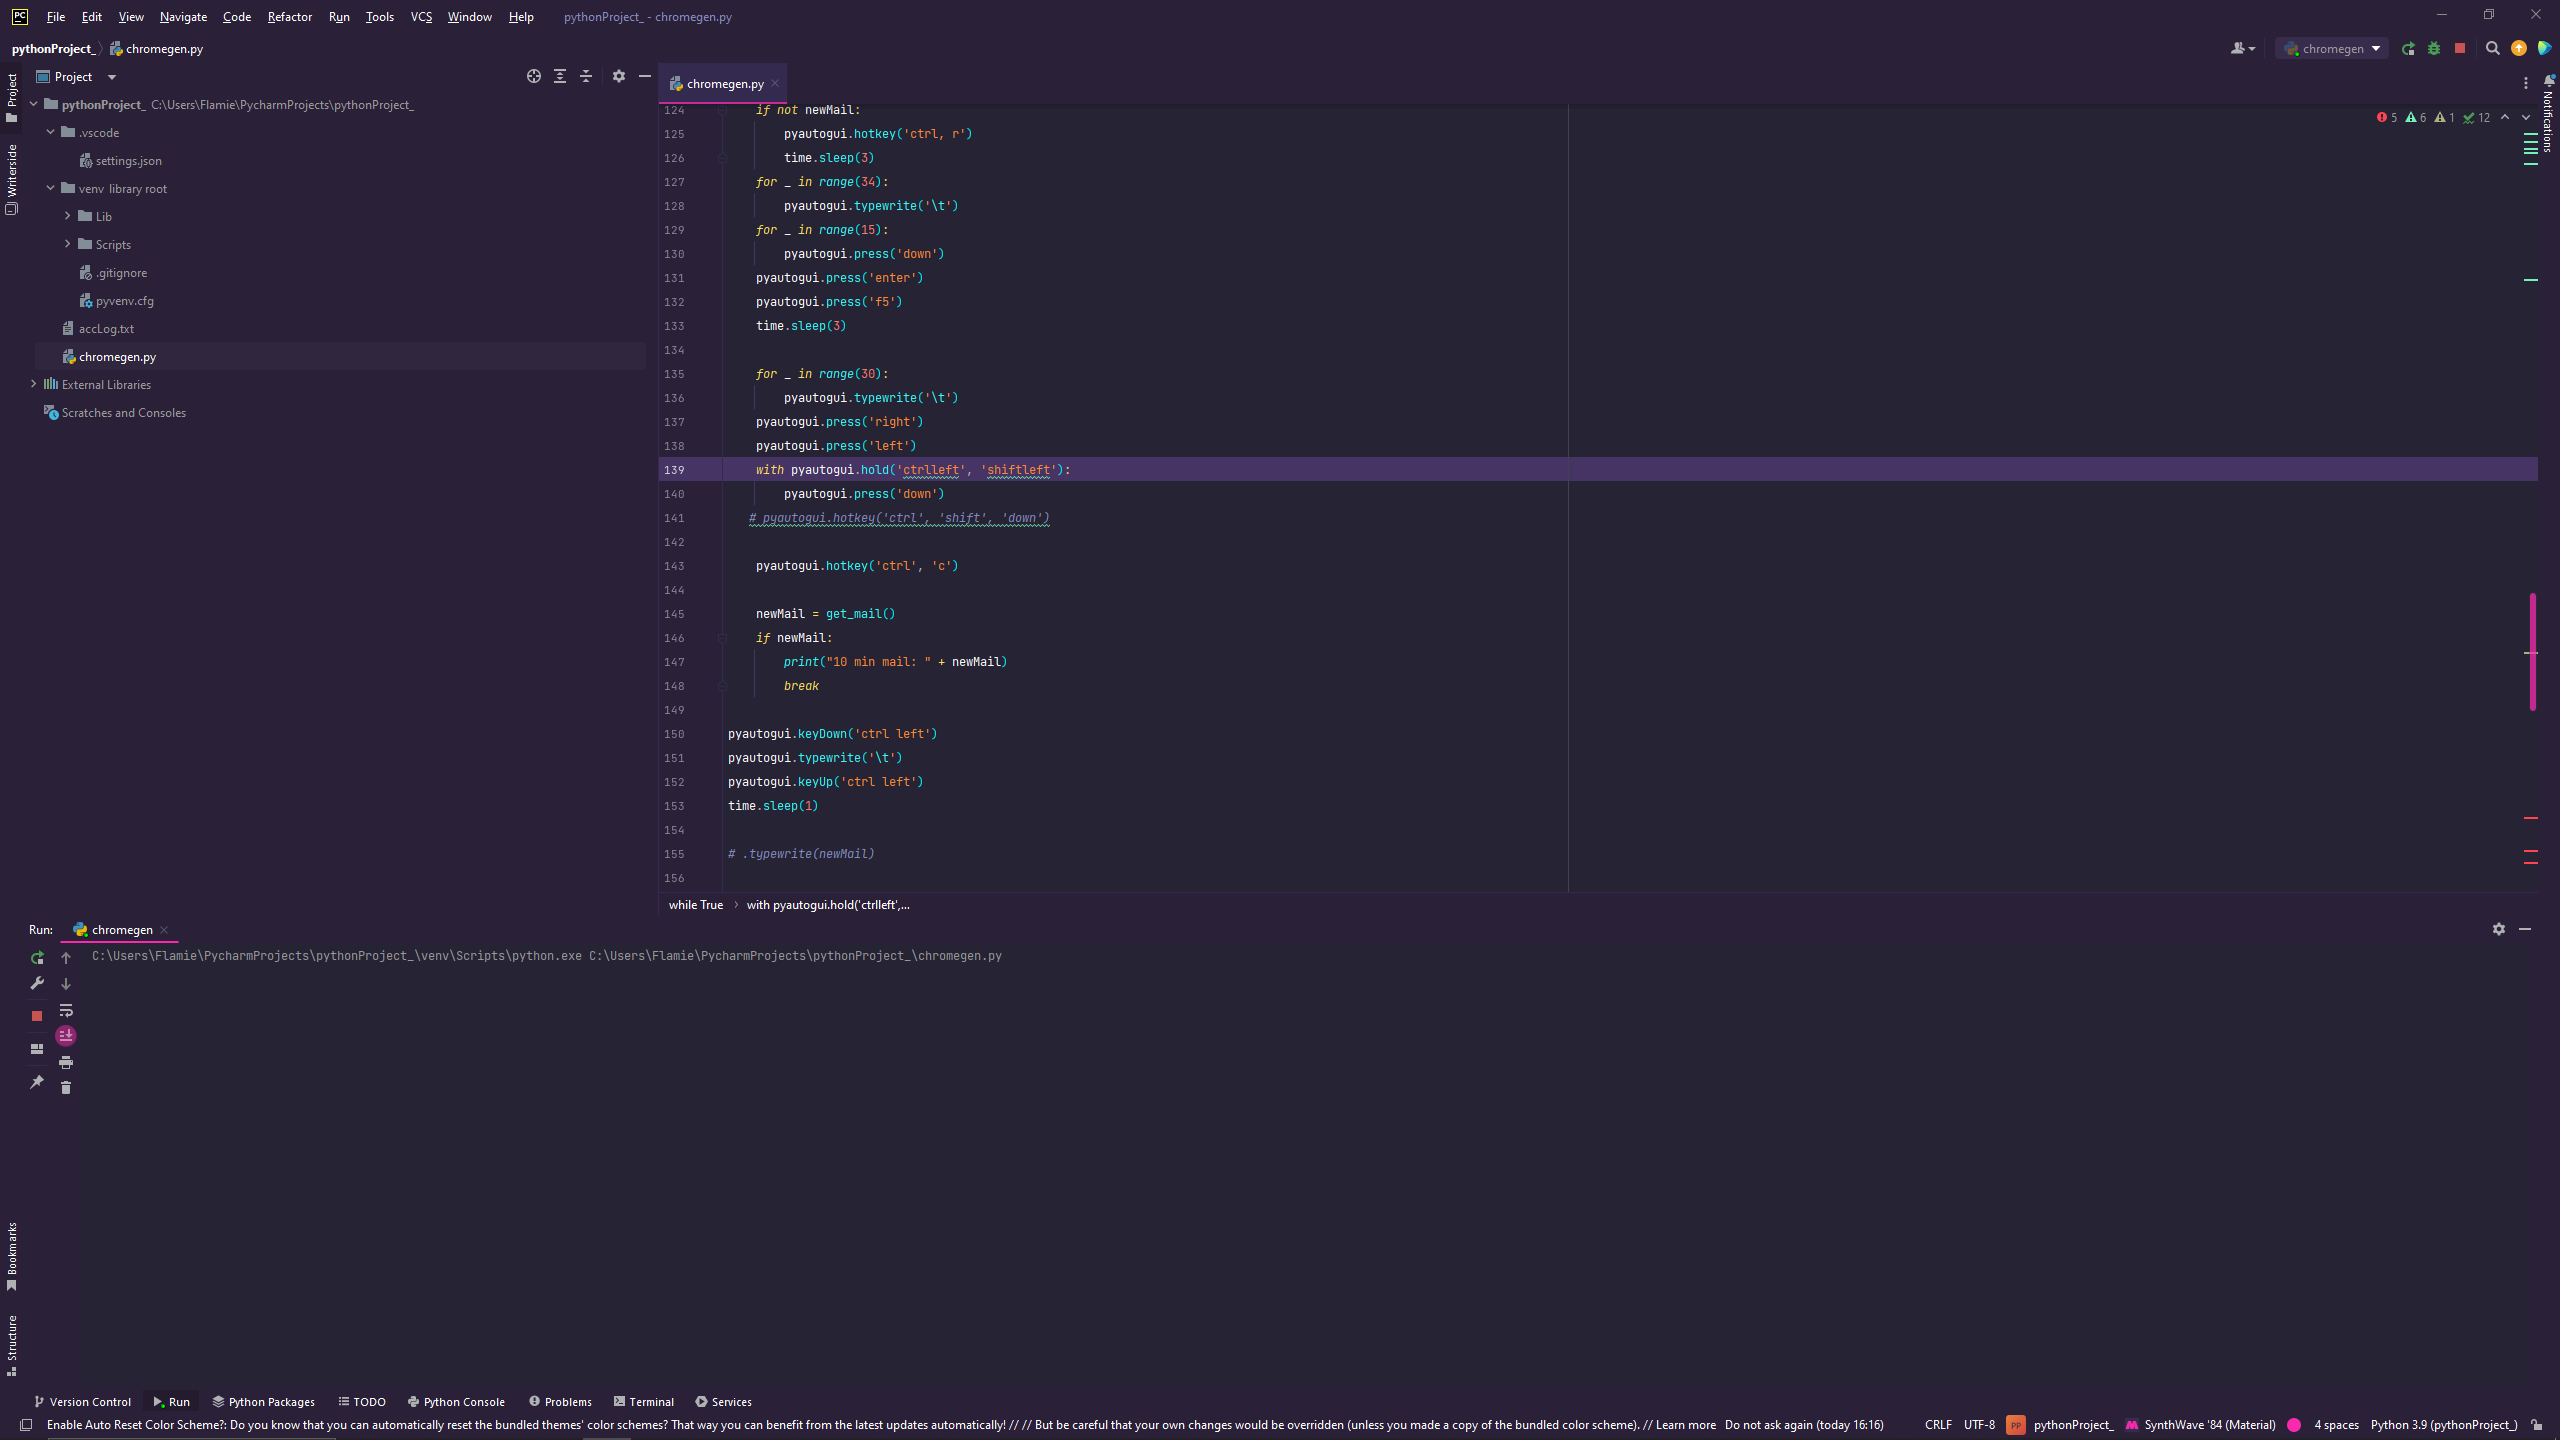 PC File Edit View Navigate Code Refactor Run Tools VCS Window Help pythonProject_ - chromegen.py
pythonProject_ chromegen.py chromegen
Project
Project
Writerside
pythonProject_ C:\Users\Flamie\PycharmProjects\pythonProject_
.vscode
settings.json
venv library root
Lib
Scripts
.gitignore
pyvenv.cfg
accLog.txt
chromegen.py
External Libraries
Scratches and Consoles
chromegen.py
5 6 1 12
Notifications
124 if not newMail:
125 pyautogui.hotkey('ctrl, r')
126 time.sleep(3)
127 for _ in range(34):
128 pyautogui.typewrite('\t')
129 for _ in range(15):
130 pyautogui.press('down')
131 pyautogui.press('enter')
132 pyautogui.press('f5')
133 time.sleep(3)
134
135 for _ in range(30):
136 pyautogui.typewrite('\t')
137 pyautogui.press('right')
138 pyautogui.press('left')
139 with pyautogui.hold('ctrlleft', 'shiftleft'):
140 pyautogui.press('down')
141 # pyautogui.hotkey('ctrl', 'shift', 'down')
142
143 pyautogui.hotkey('ctrl', 'c')
144
145 newMail = get_mail()
146 if newMail:
147 print("10 min mail: " + newMail)
148 break
149
150 pyautogui.keyDown('ctrl left')
151 pyautogui.typewrite('\t')
152 pyautogui.keyUp('ctrl left')
153 time.sleep(1)
154
155 # .typewrite(newMail)
156
while True with pyautogui.hold('ctrlleft',...
Run: chromegen
C:\Users\Flamie\PycharmProjects\pythonProject_\venv\Scripts\python.exe C:\Users\Flamie\PycharmProjects\pythonProject_\chromegen.py
Bookmarks
Structure
Version Control Run Python Packages TODO Python Console Problems Terminal Services
Enable Auto Reset Color Scheme?: Do you know that you can automatically reset the bundled themes' color schemes? That way you can benefit from the latest updates automatically! // // But be careful that your own changes would be overridden (unless you made a copy of the bundled color scheme). // Learn more Do not ask again (today 16:16) CRLF UTF-8 PP pythonProject_ SynthWave '84 (Material) 4 spaces Python 3.9 (pythonProject_)